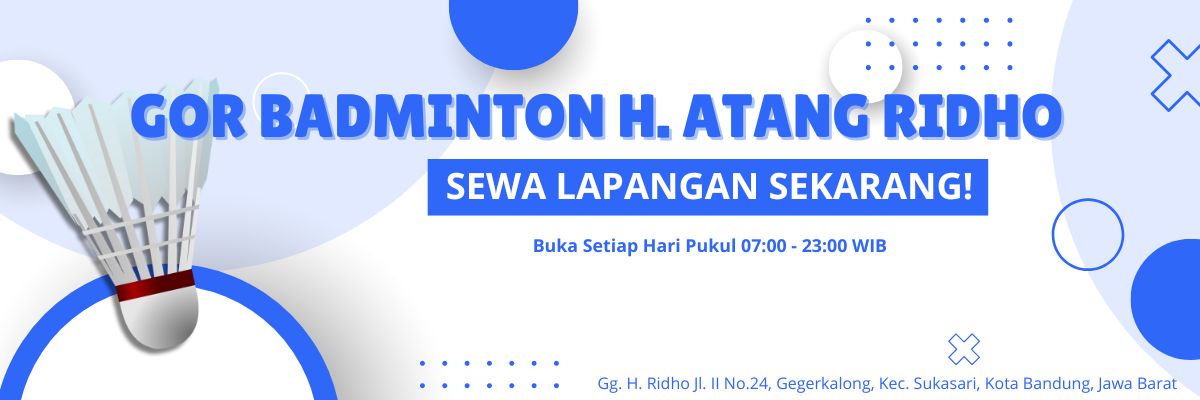 GOR BADMINTON H. ATANG RIDHO
SEWA LAPANGAN SEKARANG!
Buka Setiap Hari Pukul 07:00 - 23:00 WIB
Gg. H. Ridho Jl. II No.24, Gegerkalong, Kec. Sukasari, Kota Bandung, Jawa Barat